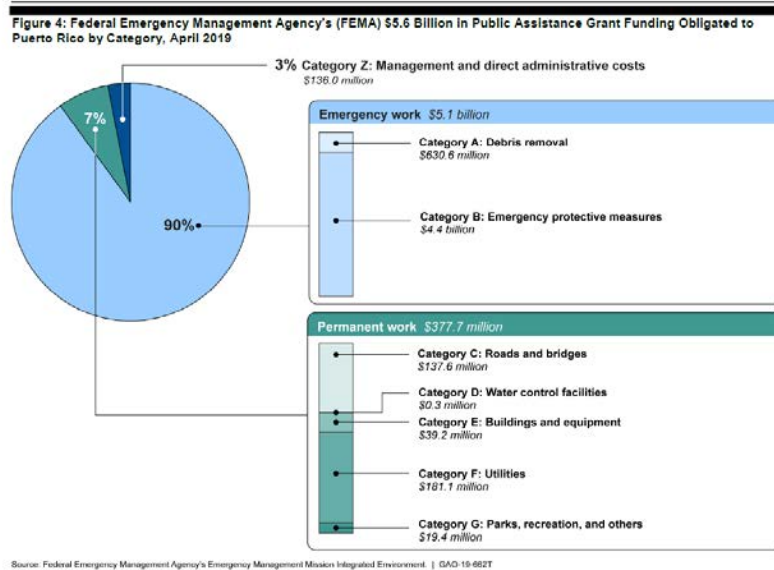 Figure 4: Federal Emergency Management Agency's (FEMA) $5.6 Billion in Public Assistance Grant Funding Obligated to
Puerto Rico by Category, April 2019
3% Category Z: Management and direct administrative costs
$136.0 million
7%
90%
Emergency work $5.1 billion
Category A: Debris removal
$630.6 million
Category B: Emergency protective measures
$4.4 billion
Permanent work $377.7 million
Category C: Roads and bridges
$137.6 million
Category D: Water control facilities
$0.3 million
Category E: Buildings and equipment
$39.2 million
Category F: Utilities
$181.1 million
Category G: Parks, recreation, and others
$19.4 million
Source: Federal Emergency Management Agency's Emergency Management Mission Integrated Environment. | GAO-19-662T